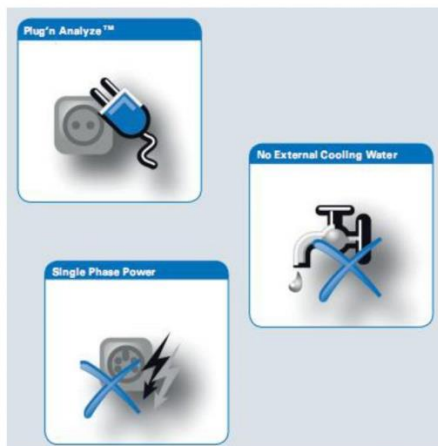 Plug'n Analyze™
No External Cooling Water
Single Phase Power